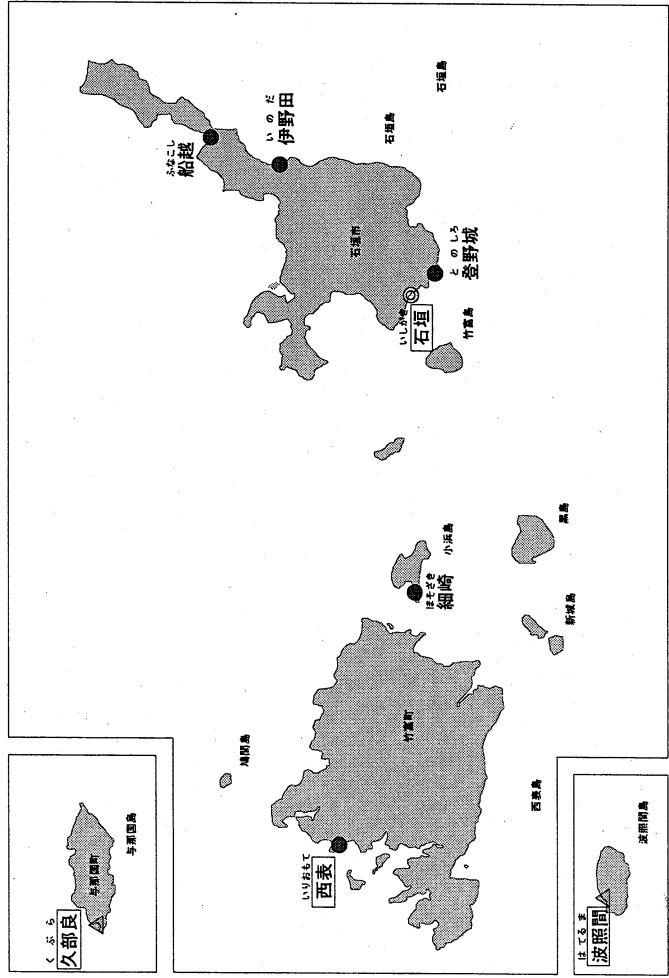 ふなこし
船越
いのだ
伊野田
石垣島
石垣島
石垣市
とのしろ
登野城
いしがき
石垣
竹富島
小浜島
ほそざき
細崎
黒島
新城島
竹富町
鳩間島
いりおもて
西表
西表島
くぶら
久部良
与那国町
与那国島
はてるま
波照間
波照間島